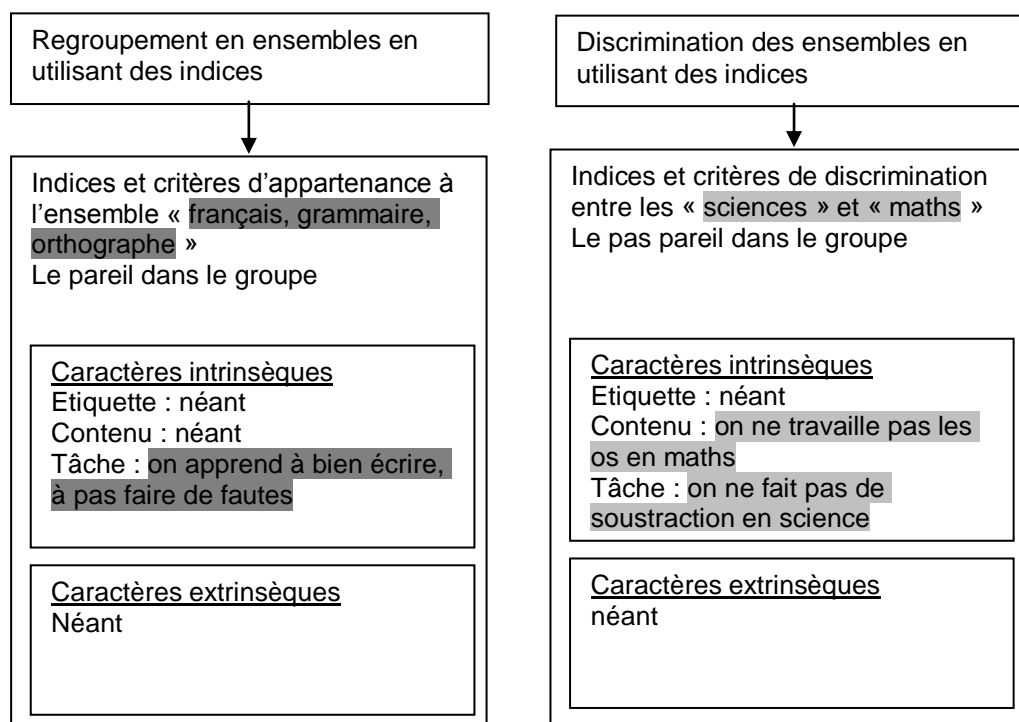 Regroupement en ensembles en
utilisant des indices
Indices et critères d’appartenance à
l’ensemble « français, grammaire,
orthographe »
Le pareil dans le groupe
Caractères intrinsèques
Etiquette : néant
Contenu : néant
Tâche : on apprend à bien écrire,
à pas faire de fautes
Caractères extrinsèques
Néant
Discrimination des ensembles en
utilisant des indices
Indices et critères de discrimination
entre les « sciences » et « maths »
Le pas pareil dans le groupe
Caractères intrinsèques
Etiquette : néant
Contenu : on ne travaille pas les
os en maths
Tâche : on ne fait pas de
soustraction en science
Caractères extrinsèques
néant